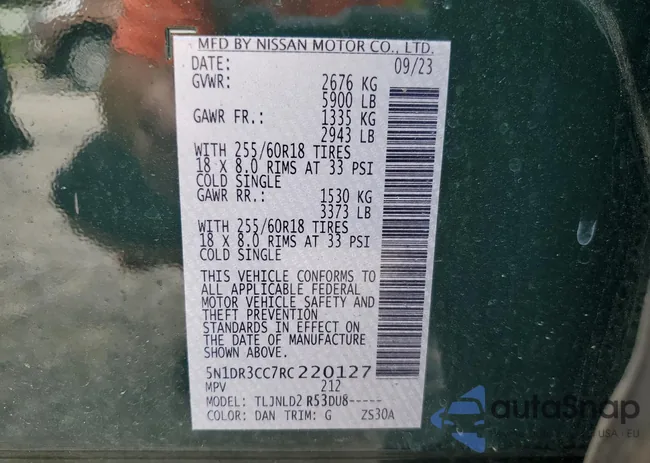 MFD BY NISSAN MOTOR CO., LTD.
DATE: 09/23
GVWR: 2676 KG
5900 LB
GAWR FR.: 1335 KG
2943 LB
WITH 255/60R18 TIRES
18 X 8.0 RIMS AT 33 PSI
COLD SINGLE
GAWR RR.: 1530 KG
3373 LB
WITH 255/60R18 TIRES
18 X 8.0 RIMS AT 33 PSI
COLD SINGLE
THIS VEHICLE CONFORMS TO
ALL APPLICABLE FEDERAL
MOTOR VEHICLE SAFETY AND
THEFT PREVENTION
STANDARDS IN EFFECT ON
THE DATE OF MANUFACTURE
SHOWN ABOVE.
5N1DR3CC7RC220127
MPV 212
MODEL: TLJNLD2 R53DU8-----
COLOR: DAN TRIM: G ZS30A
autoSnap
USA - EU